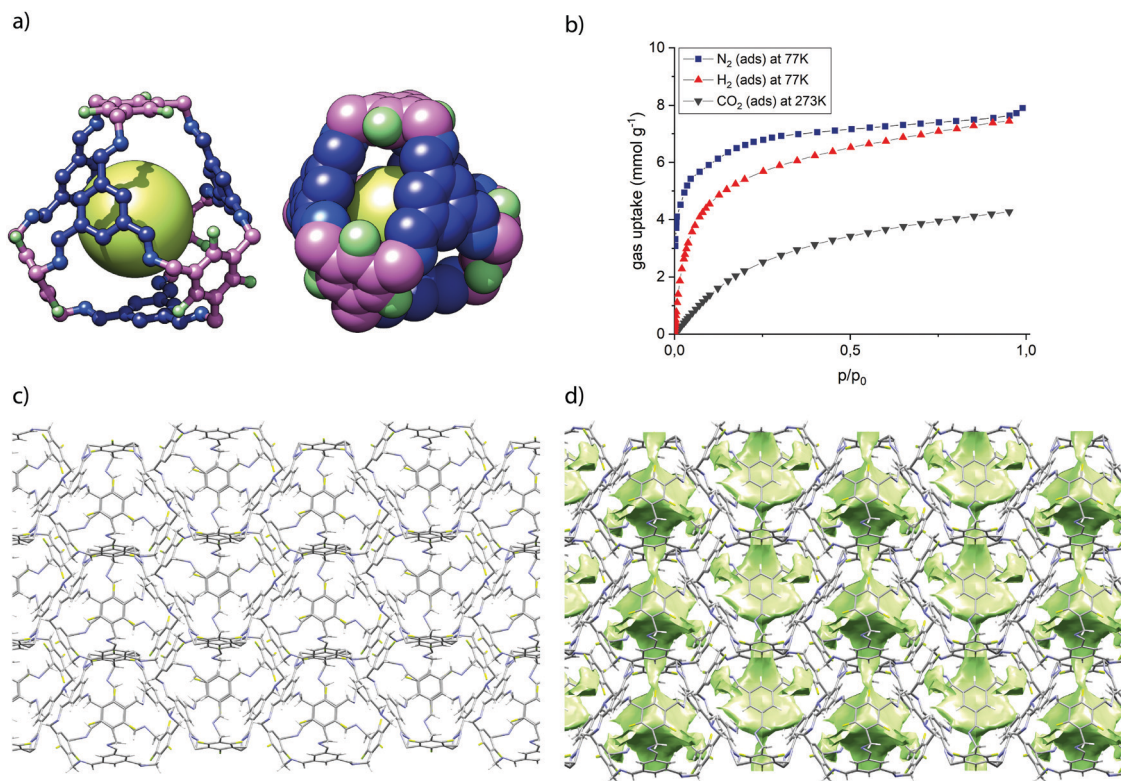 a)
b)
N₂ (ads) at 77K
H₂ (ads) at 77K
CO₂ (ads) at 273K
10
8
6
4
2
0
gas uptake (mmol g⁻¹)
0,0
0,5
1,0
p/p₀
c)
d)